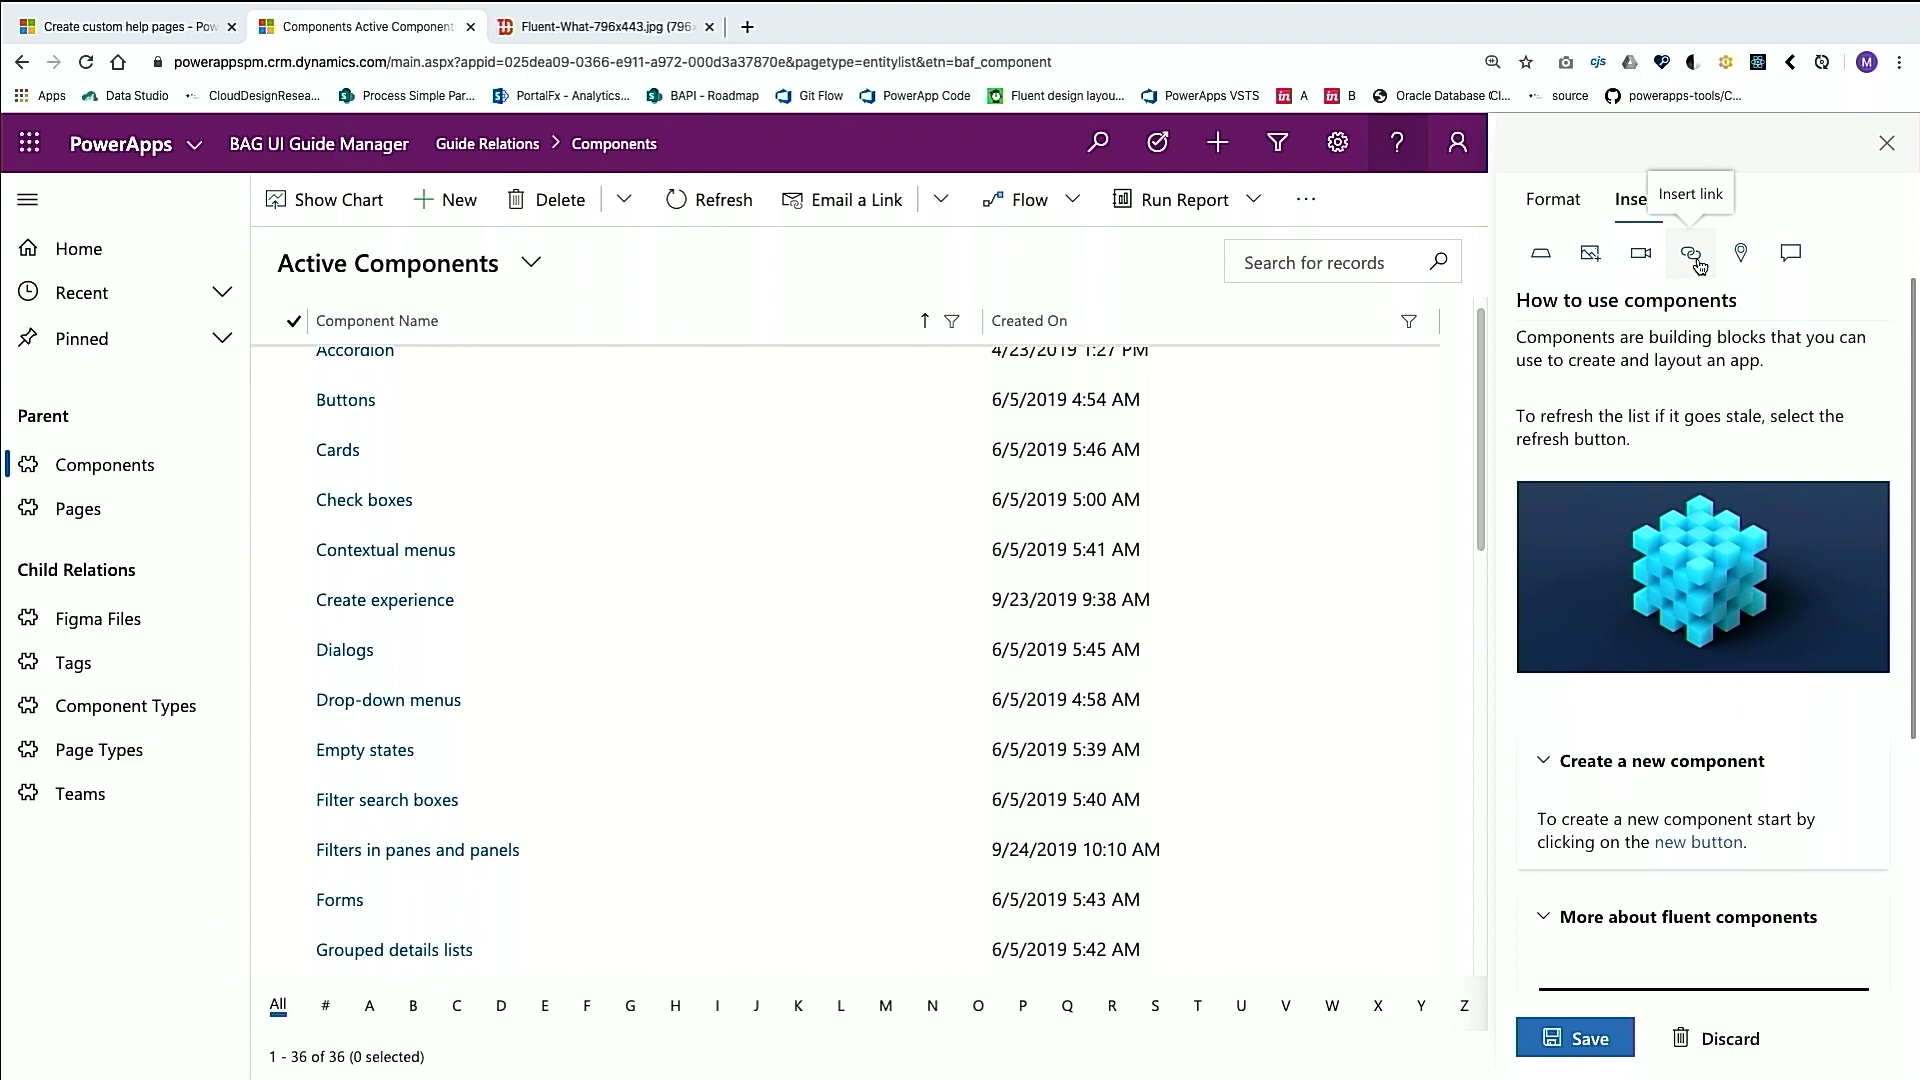 Create custom help pages - Pow
Components Active Component
Fluent-What-796x443.jpg (796
powerappspm.crm.dynamics.com/main.aspx?appid=025dea09-0366-e911-a972-000d3a37870e&pagetype=entitylist&etn=baf_component
cjs
M
Apps
Data Studio
CloudDesignResea...
Process Simple Par...
PortalFx - Analytics...
BAPI - Roadmap
Git Flow
PowerApp Code
Fluent design layou...
PowerApps VSTS
A
B
Oracle Database (Cl...
source
powerapps-tools/C...
PowerApps
BAG UI Guide Manager
Guide Relations > Components
Show Chart
New
Delete
Refresh
Email a Link
Flow
Run Report
Home
Recent
Pinned
Parent
Components
Pages
Child Relations
Figma Files
Tags
Component Types
Page Types
Teams
Active Components
Search for records
Component Name
Created On
Accordion 4/23/2019 1:27 PM
Buttons 6/5/2019 4:54 AM
Cards 6/5/2019 5:46 AM
Check boxes 6/5/2019 5:00 AM
Contextual menus 6/5/2019 5:41 AM
Create experience 9/23/2019 9:38 AM
Dialogs 6/5/2019 5:45 AM
Drop-down menus 6/5/2019 4:58 AM
Empty states 6/5/2019 5:39 AM
Filter search boxes 6/5/2019 5:40 AM
Filters in panes and panels 9/24/2019 10:10 AM
Forms 6/5/2019 5:43 AM
Grouped details lists 6/5/2019 5:42 AM
All # A B C D E F G H I J K L M N O P Q R S T U V W X Y Z
1 - 36 of 36 (0 selected)
Format
Inse
Insert link
How to use components
Components are building blocks that you can
use to create and layout an app.
To refresh the list if it goes stale, select the
refresh button.
Create a new component
To create a new component start by
clicking on the new button.
More about fluent components
Save
Discard